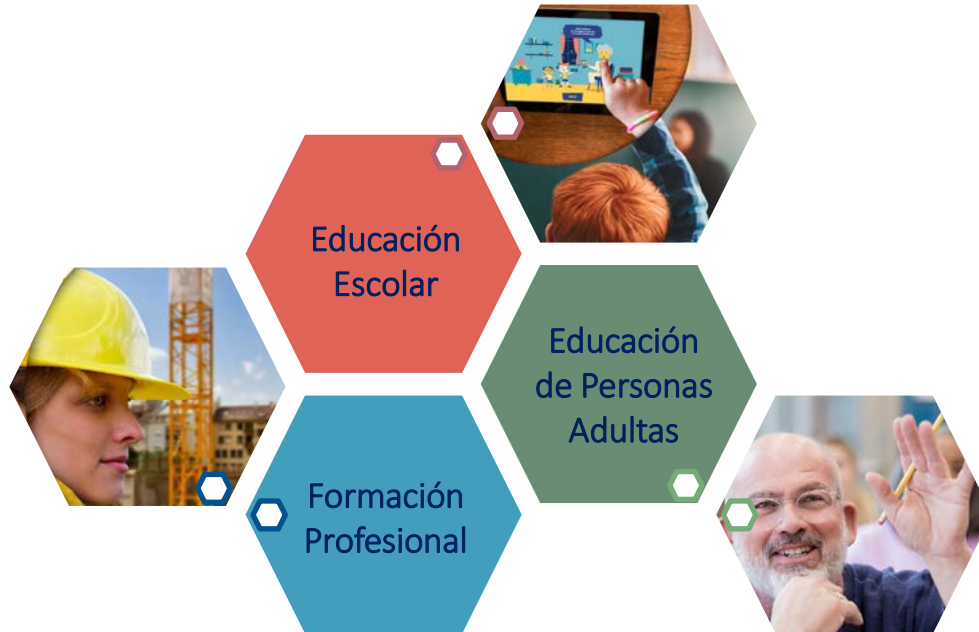 Educación
Escolar
Educación
de Personas
Adultas
Formación
Profesional